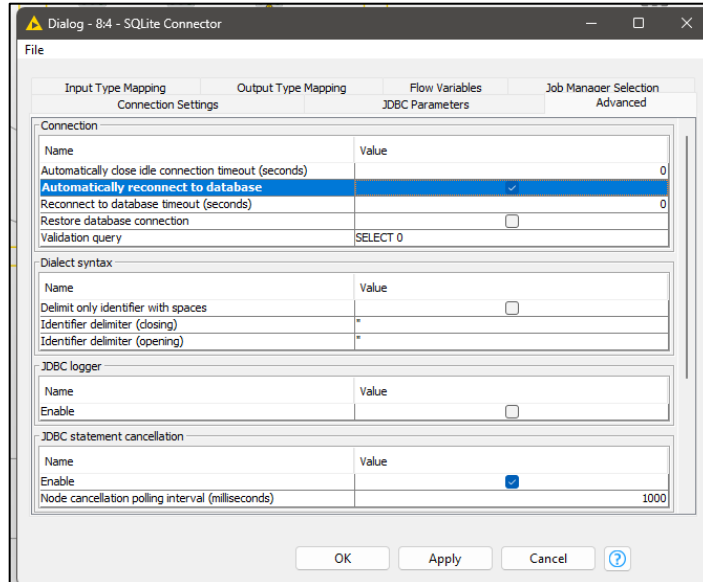 Dialog - 8:4 - SQLite Connector
File
Input Type Mapping Output Type Mapping Flow Variables Job Manager Selection
Connection Settings JDBC Parameters Advanced
Connection
Name Value
Automatically close idle connection timeout (seconds) 0
Automatically reconnect to database
Reconnect to database timeout (seconds) 0
Restore database connection
Validation query SELECT 0
Dialect syntax
Name Value
Delimit only identifier with spaces
Identifier delimiter (closing) "
Identifier delimiter (opening) "
JDBC logger
Name Value
Enable
JDBC statement cancellation
Name Value
Enable
Node cancellation polling interval (milliseconds) 1000
OK Apply Cancel ?